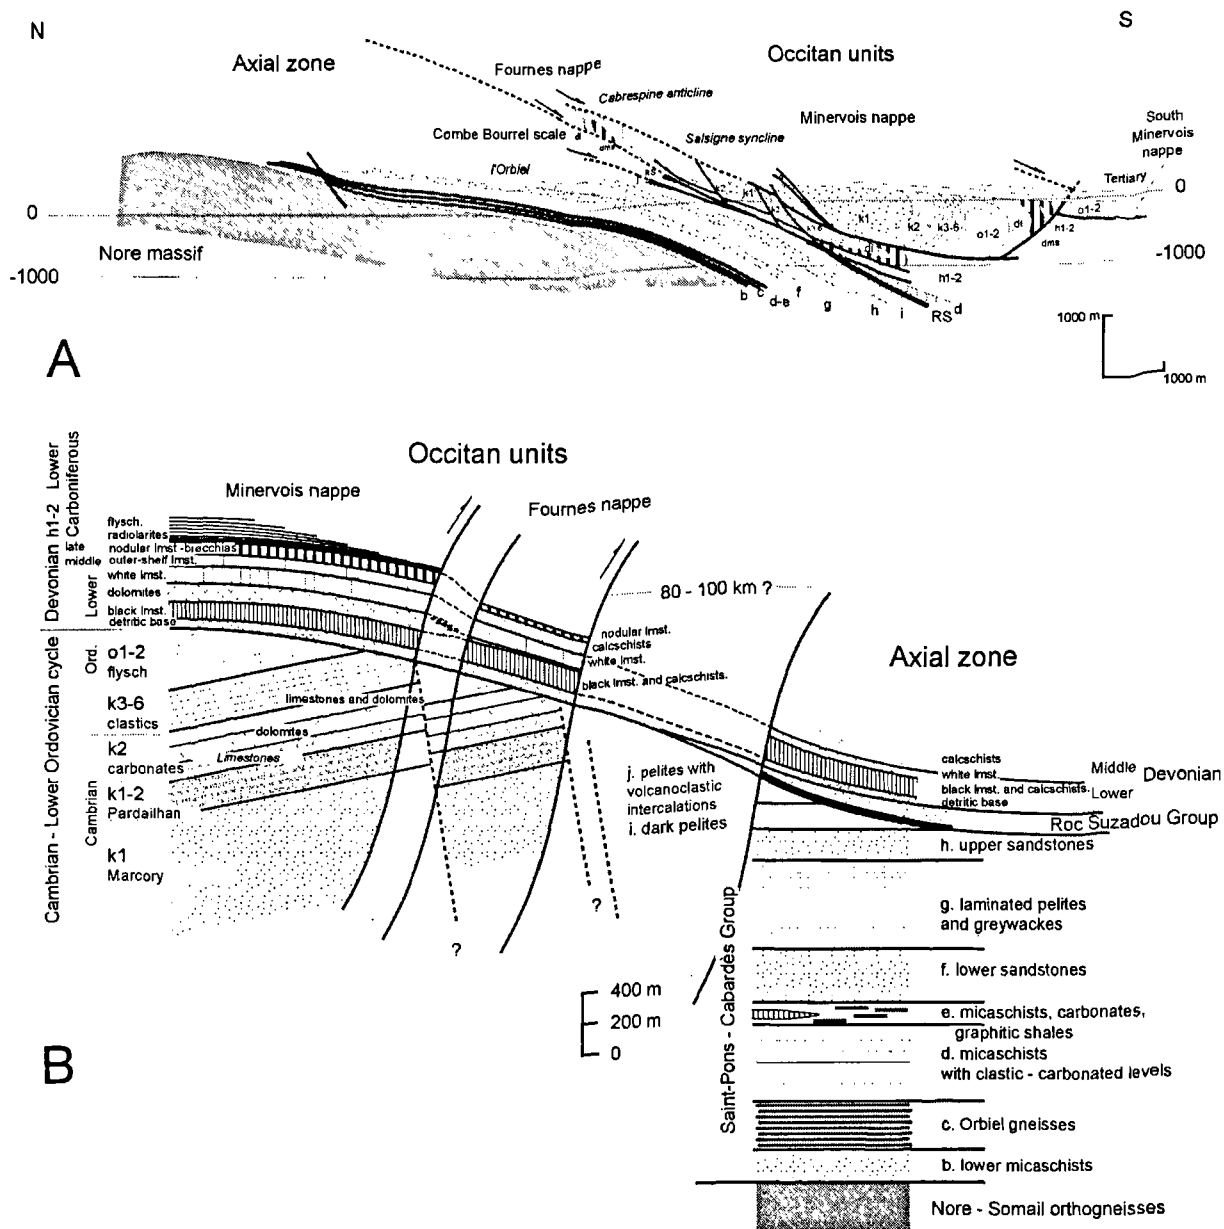 N
S
Axial zone
Occitan units
Fournes nappe
Cabrespine anticline
Minervois nappe
Combe Bourrel scale
Salsigne syncline
South
Minervois
nappe
l'Orbiel
Tertiary
0
0
Nore massif
-1000
-1000
d
dms
RS
k1
k1
k2
k3-6
o1-2
dl
dms
h1-2
o1-2
h1-2
b
c
d-e
f
g
h
i
RS
d
1000 m
1000 m
A
Occitan units
Minervois nappe
Fournes nappe
80 - 100 km ?
Axial zone
Devonian h1-2 Lower
Carboniferous
flysch.
radiolarites
late
nodular lmst.-brecchias
middle
outer-shelf lmst.
white lmst.
Lower
dolomites
black lmst.
detritic base
nodular lmst.
calcschists
white lmst.
black lmst. and calcschists.
Cambrian - Lower Ordovician cycle
Ord.
o1-2
flysch
k3-6
clastics
limestones and dolomites
dolomites
Limestones
k2
carbonates
Cambrian
k1-2
Pardailhan
k1
Marcory
?
?
j. pelites with
volcanoclastic
intercalations
i. dark pelites
calcschists
white lmst.
black lmst. and calcschists.
detritic base
Middle
Lower
Devonian
Roc Suzadou Group
h. upper sandstones
Saint-Pons - Cabardès Group
g. laminated pelites
and greywackes
f. lower sandstones
e. micaschists, carbonates,
graphitic shales
d. micaschists
with clastic - carbonated levels
c. Orbiel gneisses
b. lower micaschists
Nore - Somail orthogneisses
400 m
200 m
0
B